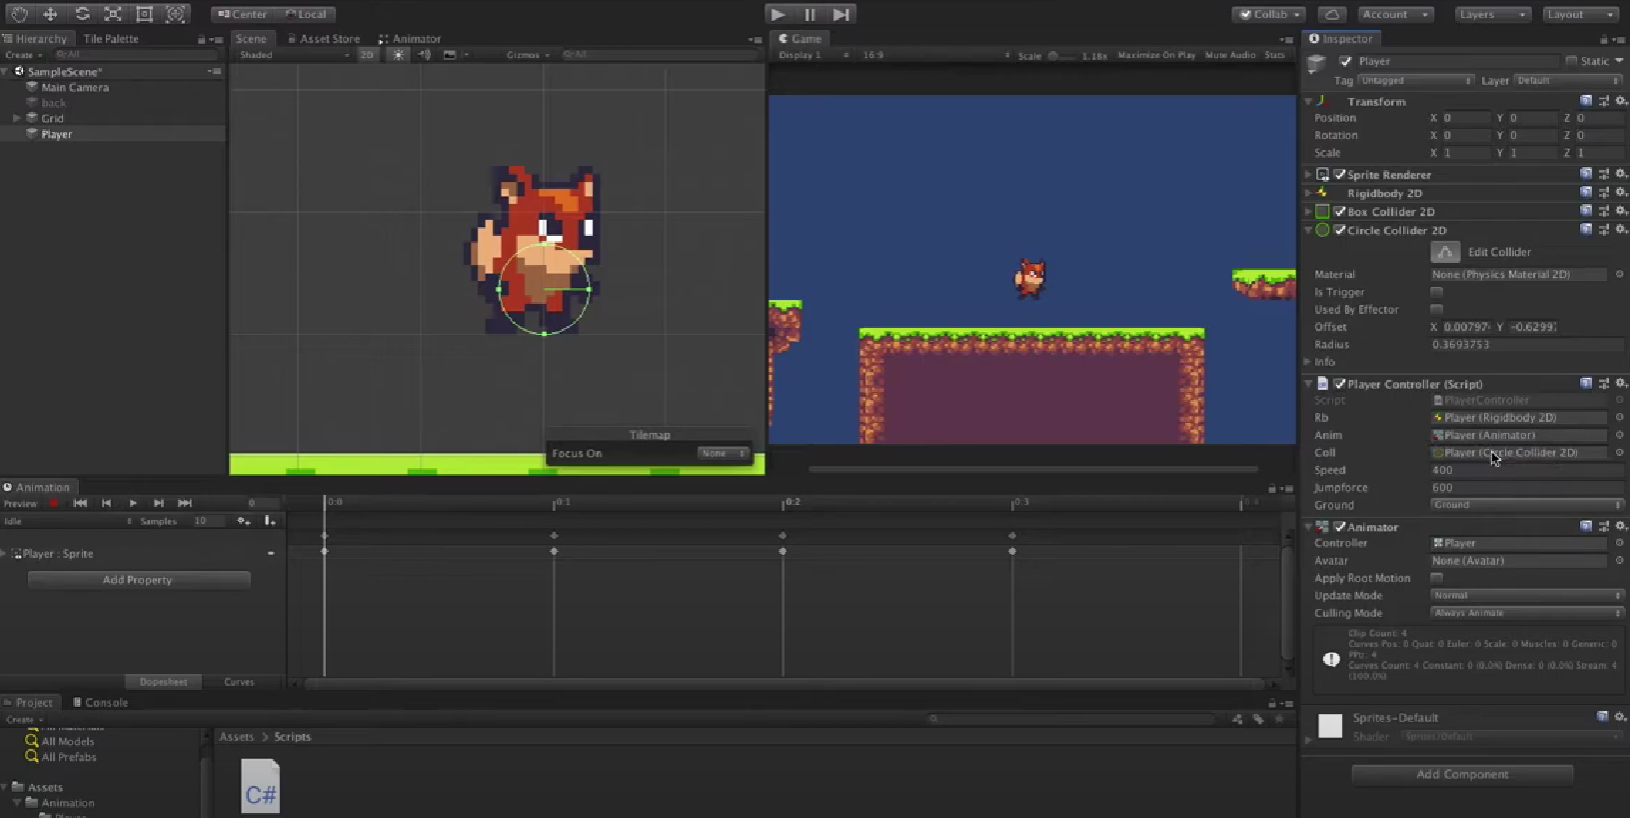 Center Local
Collab Account Layers Layout
Hierarchy Tile Palette
Create All
SampleScene*
Main Camera
back
Grid
Player
Scene Asset Store Animator
Shaded 2D Gizmos All
Tilemap
Focus On None
Game
Display 1 16:9 Scale 1.18x Maximize On Play Mute Audio Stats
Inspector
Player Static
Tag Untagged Layer Default
Transform
Position X 0 Y 0 Z 0
Rotation X 0 Y 0 Z 0
Scale X 1 Y 1 Z 1
Sprite Renderer
Rigidbody 2D
Box Collider 2D
Circle Collider 2D
Edit Collider
Material None (Physics Material 2D)
Is Trigger
Used By Effector
Offset X 0.00797 Y -0.6299
Radius 0.3693753
Info
Player Controller (Script)
Script PlayerController
Rb Player (Rigidbody 2D)
Anim Player (Animator)
Coll Player (Circle Collider 2D)
Speed 400
Jumpforce 600
Ground Ground
Animator
Controller Player
Avatar None (Avatar)
Apply Root Motion
Update Mode Normal
Culling Mode Always Animate
Clip Count: 4
Curves Pos: 0 Quat: 0 Euler: 0 Scale: 0 Muscles: 0 Generic: 0
PPtr: 4
Curves Count: 4 Constant: 0 (0.0%) Dense: 0 (0.0%) Stream: 4
(100.0%)
Sprites-Default
Shader Sprites/Default
Add Component
Animation
Preview 0 0:0 0:1 0:2 0:3 0:4
Idle Samples 10
Player : Sprite
Add Property
Dopesheet Curves
Project Console
Create
All Models
All Prefabs
Assets
Animation
Assets > Scripts
C#